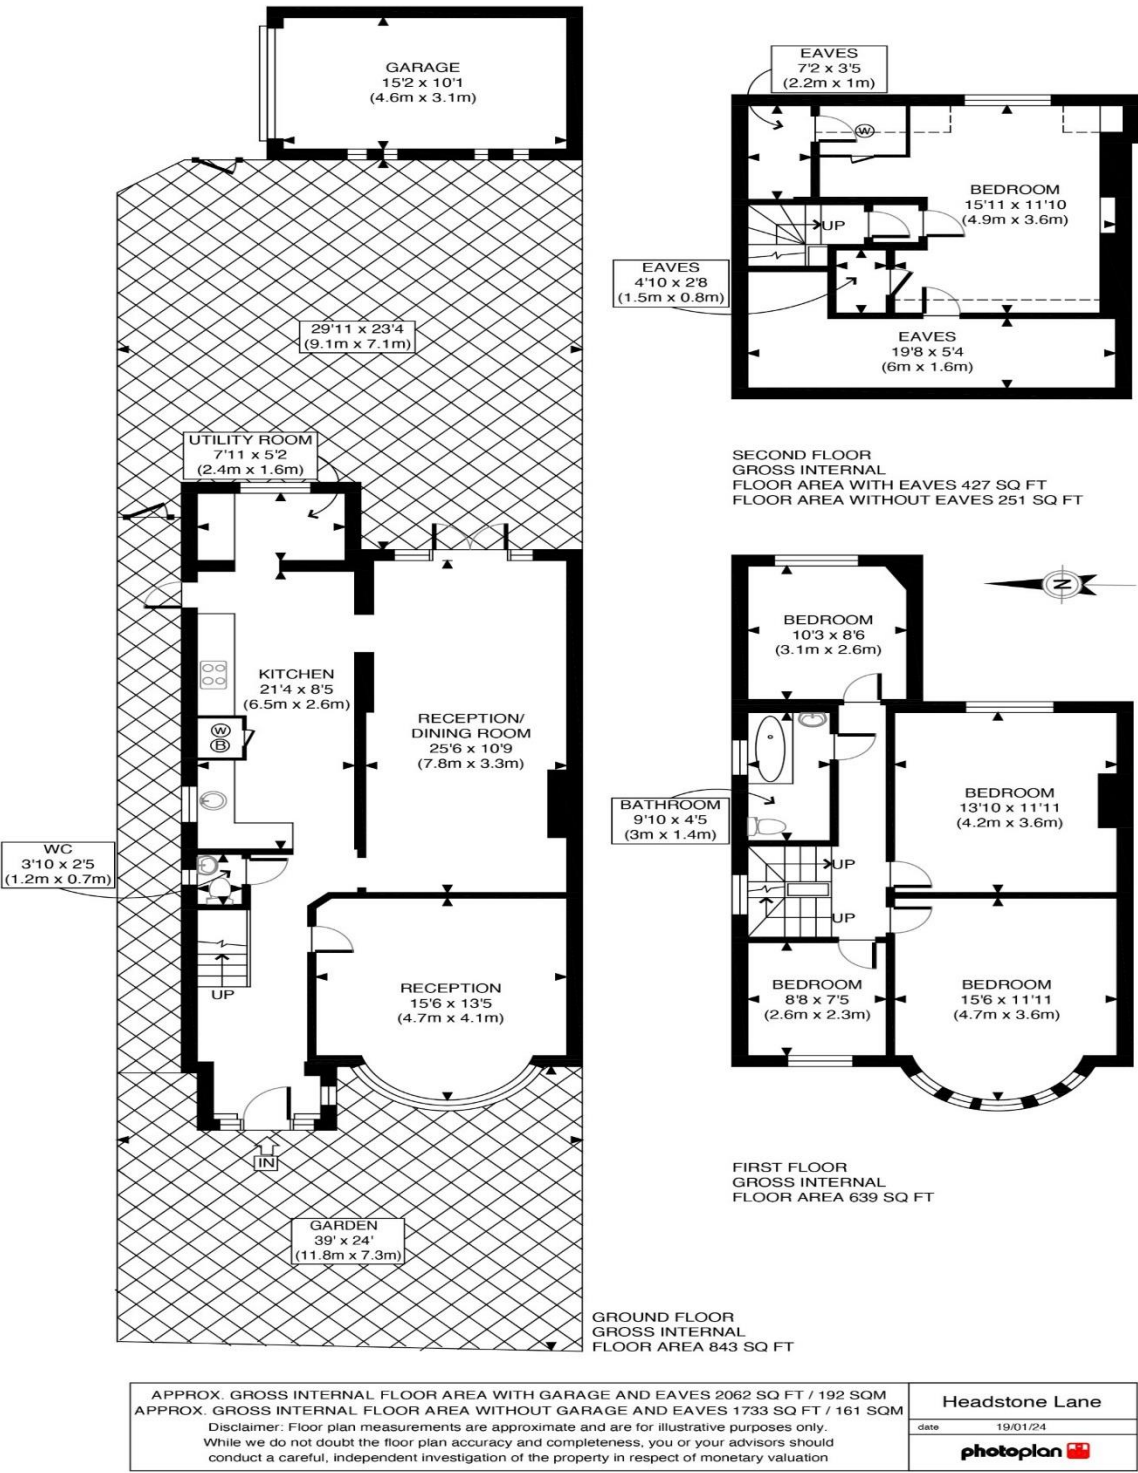 GARAGE
15'2 x 10'1
(4.6m x 3.1m)
29'11 x 23'4
(9.1m x 7.1m)
UTILITY ROOM
7'11 x 5'2
(2.4m x 1.6m)
KITCHEN
21'4 x 8'5
(6.5m x 2.6m)
W
B
RECEPTION/
DINING ROOM
25'6 x 10'9
(7.8m x 3.3m)
WC
3'10 x 2'5
(1.2m x 0.7m)
UP
RECEPTION
15'6 x 13'5
(4.7m x 4.1m)
IN
GARDEN
39' x 24'
(11.8m x 7.3m)
GROUND FLOOR
GROSS INTERNAL
FLOOR AREA 843 SQ FT
EAVES
7'2 x 3'5
(2.2m x 1m)
W
BEDROOM
15'11 x 11'10
(4.9m x 3.6m)
UP
EAVES
4'10 x 2'8
(1.5m x 0.8m)
EAVES
19'8 x 5'4
(6m x 1.6m)
SECOND FLOOR
GROSS INTERNAL
FLOOR AREA WITH EAVES 427 SQ FT
FLOOR AREA WITHOUT EAVES 251 SQ FT
N
BEDROOM
10'3 x 8'6
(3.1m x 2.6m)
BATHROOM
9'10 x 4'5
(3m x 1.4m)
BEDROOM
13'10 x 11'11
(4.2m x 3.6m)
UP
UP
BEDROOM
8'8 x 7'5
(2.6m x 2.3m)
BEDROOM
15'6 x 11'11
(4.7m x 3.6m)
FIRST FLOOR
GROSS INTERNAL
FLOOR AREA 639 SQ FT
APPROX. GROSS INTERNAL FLOOR AREA WITH GARAGE AND EAVES 2062 SQ FT / 192 SQM
APPROX. GROSS INTERNAL FLOOR AREA WITHOUT GARAGE AND EAVES 1733 SQ FT / 161 SQM
Disclaimer: Floor plan measurements are approximate and are for illustrative purposes only.
While we do not doubt the floor plan accuracy and completeness, you or your advisors should
conduct a careful, independent investigation of the property in respect of monetary valuation
Headstone Lane
date 19/01/24
photoplan